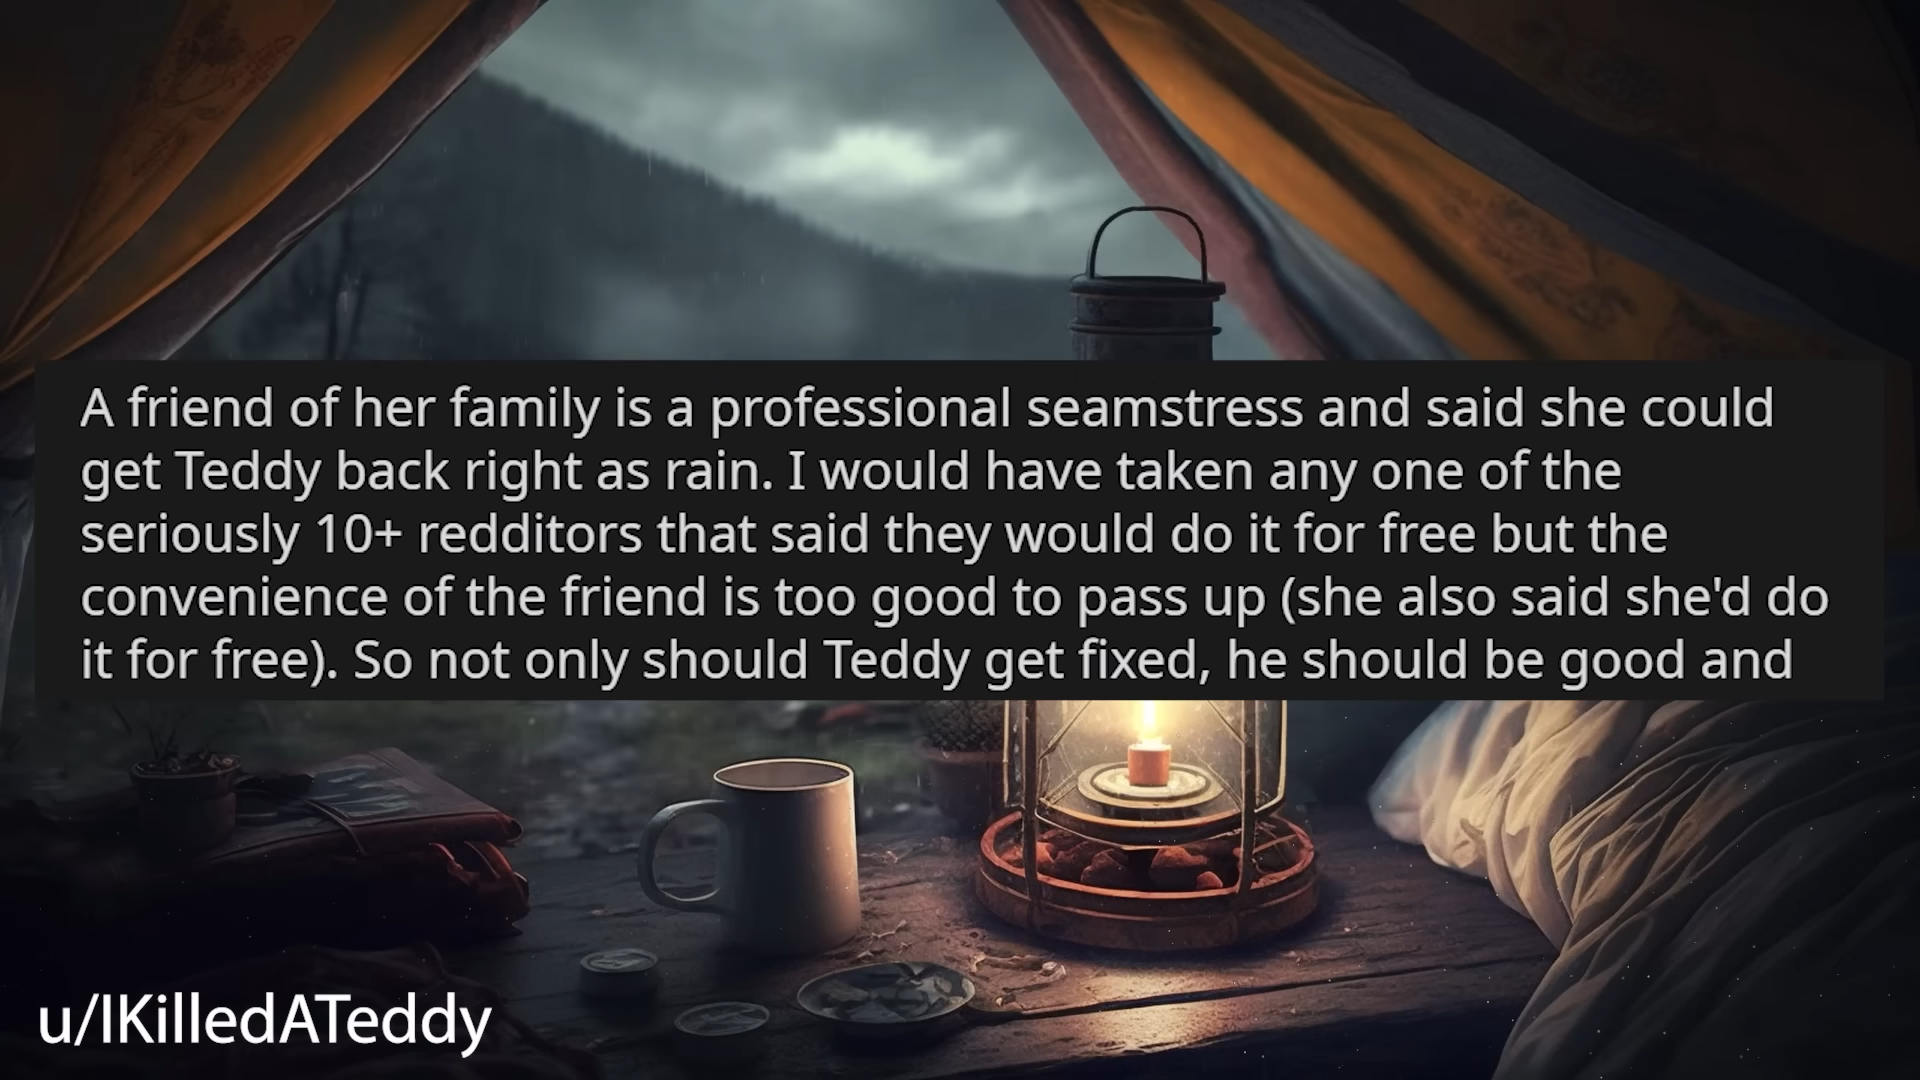 A friend of her family is a professional seamstress and said she could
get Teddy back right as rain. I would have taken any one of the
seriously 10+ redditors that said they would do it for free but the
convenience of the friend is too good to pass up (she also said she'd do
it for free). So not only should Teddy get fixed, he should be good and
u/IKilledATeddy